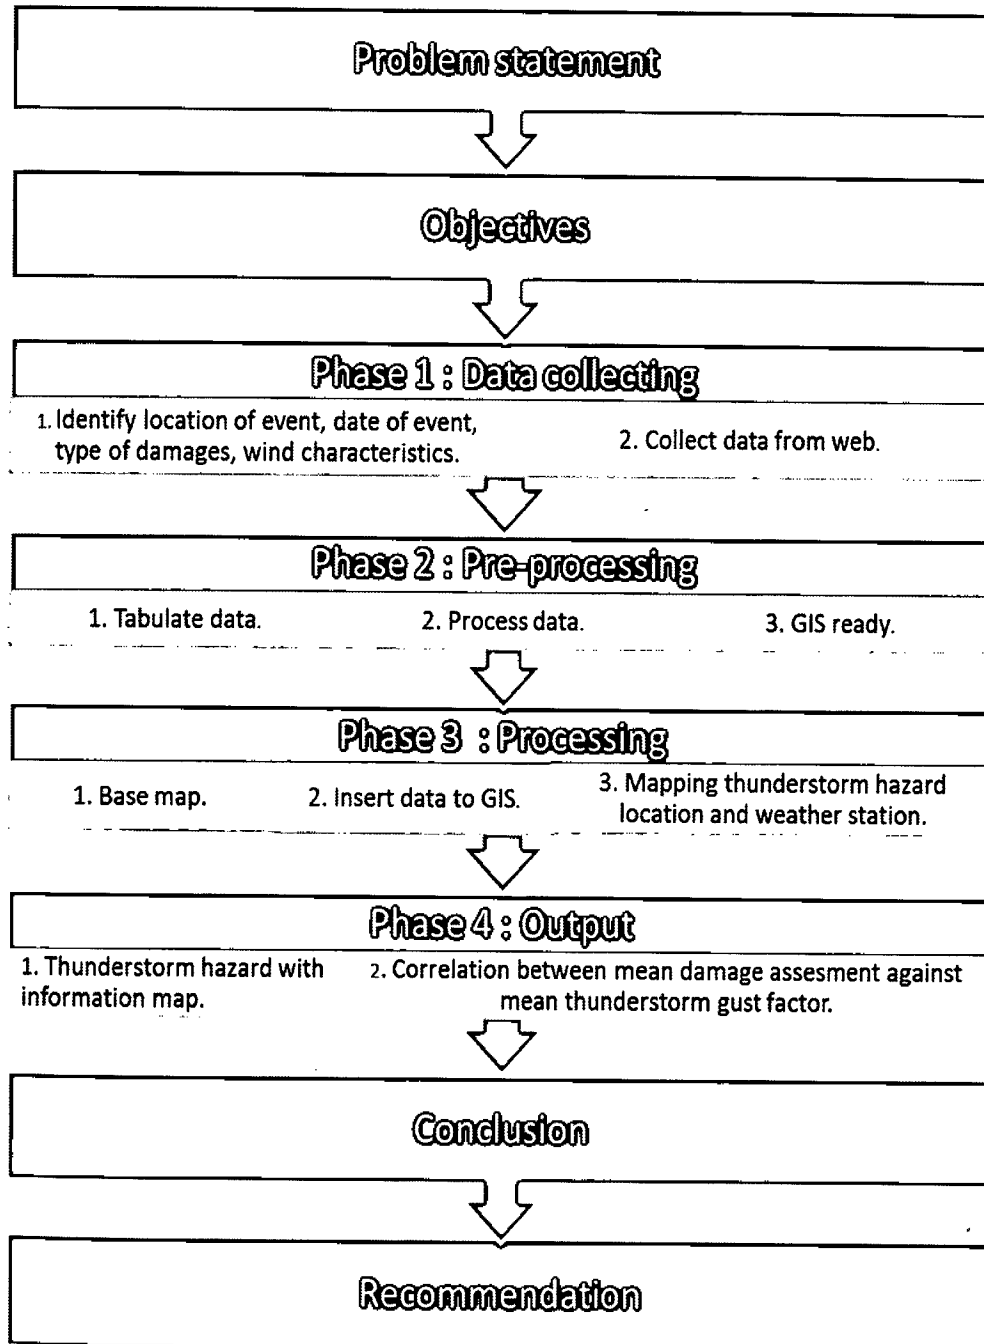 Problem statement
Objectives
Phase 1 : Data collecting
1. Identify location of event, date of event,
type of damages, wind characteristics.
2. Collect data from web.
Phase 2 : Pre-processing
1. Tabulate data.
2. Process data.
3. GIS ready.
Phase 3 : Processing
1. Base map.
2. Insert data to GIS.
3. Mapping thunderstorm hazard
location and weather station.
Phase 4 : Output
1. Thunderstorm hazard with
information map.
2. Correlation between mean damage assesment against
mean thunderstorm gust factor.
Conclusion
Recommendation